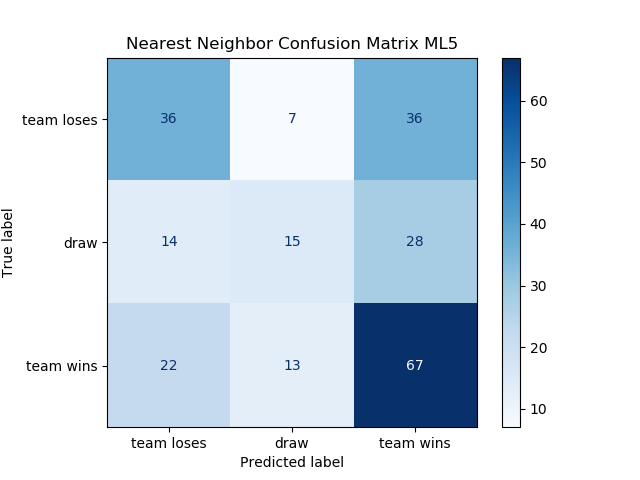 Nearest Neighbor Confusion Matrix ML5
True label
team loses
36 7 36
draw
14 15 28
team wins
22 13 67
team loses draw team wins
Predicted label
60
50
40
30
20
10